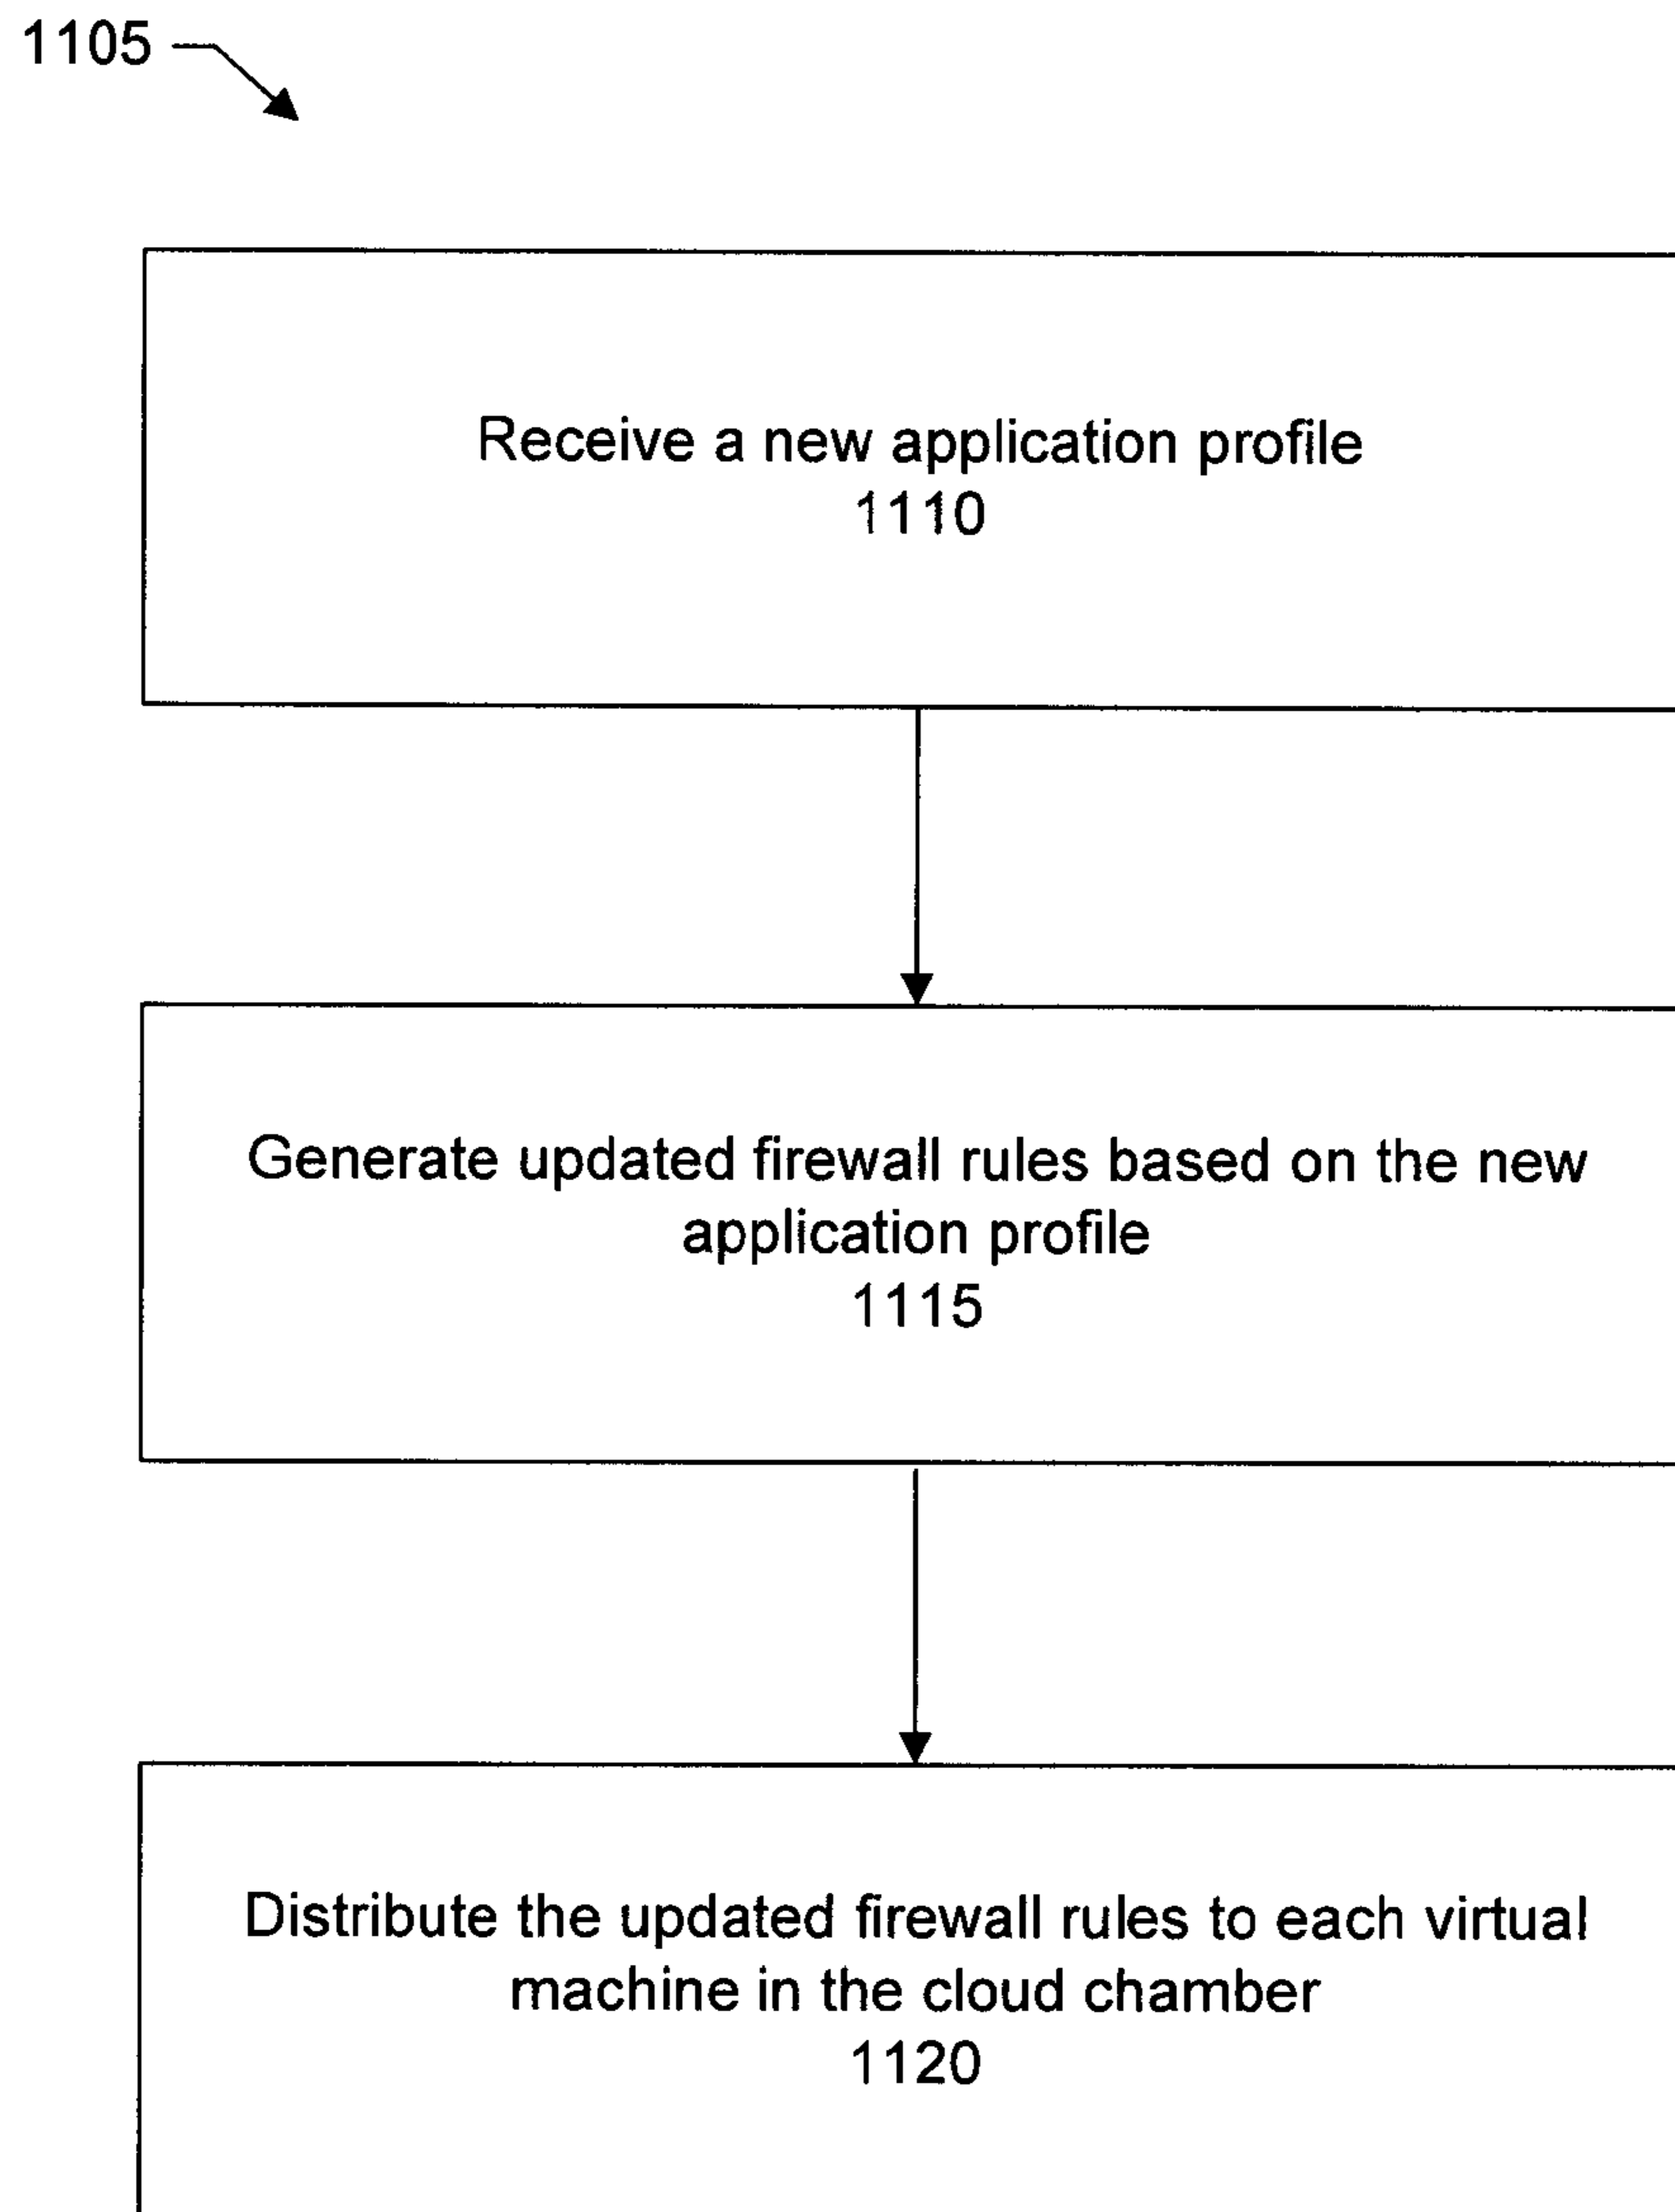 1105
Receive a new application profile
1110
Generate updated firewall rules based on the new
application profile
1115
Distribute the updated firewall rules to each virtual
machine in the cloud chamber
1120